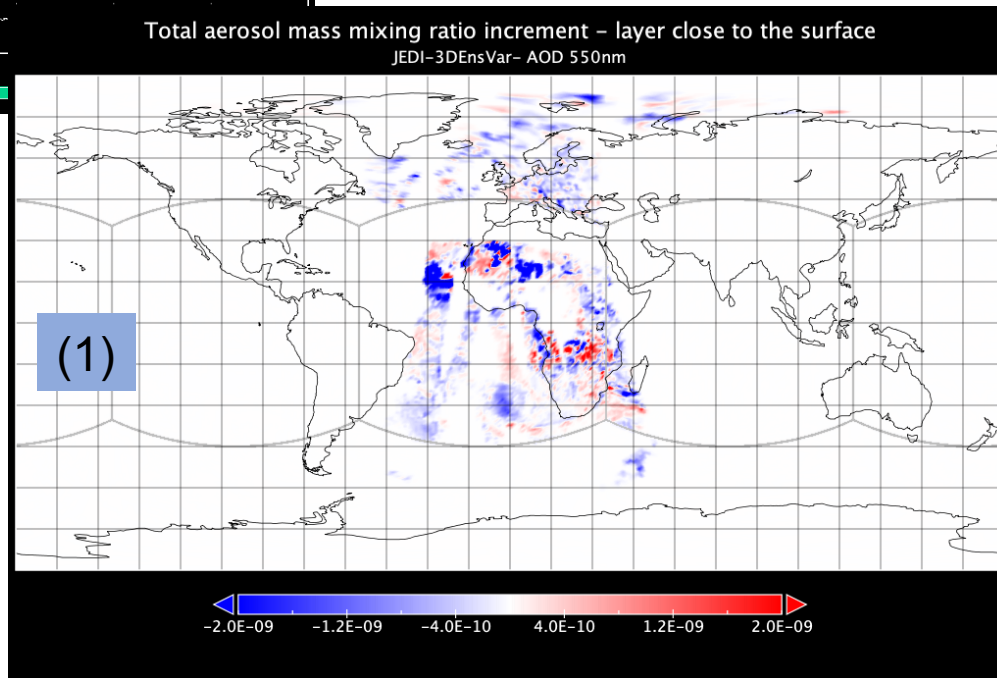 Total aerosol mass mixing ratio increment – layer close to the surface
JEDI-3DEnsVar- AOD 550nm
(1)
-2.0E-09 -1.2E-09 -4.0E-10 4.0E-10 1.2E-09 2.0E-09